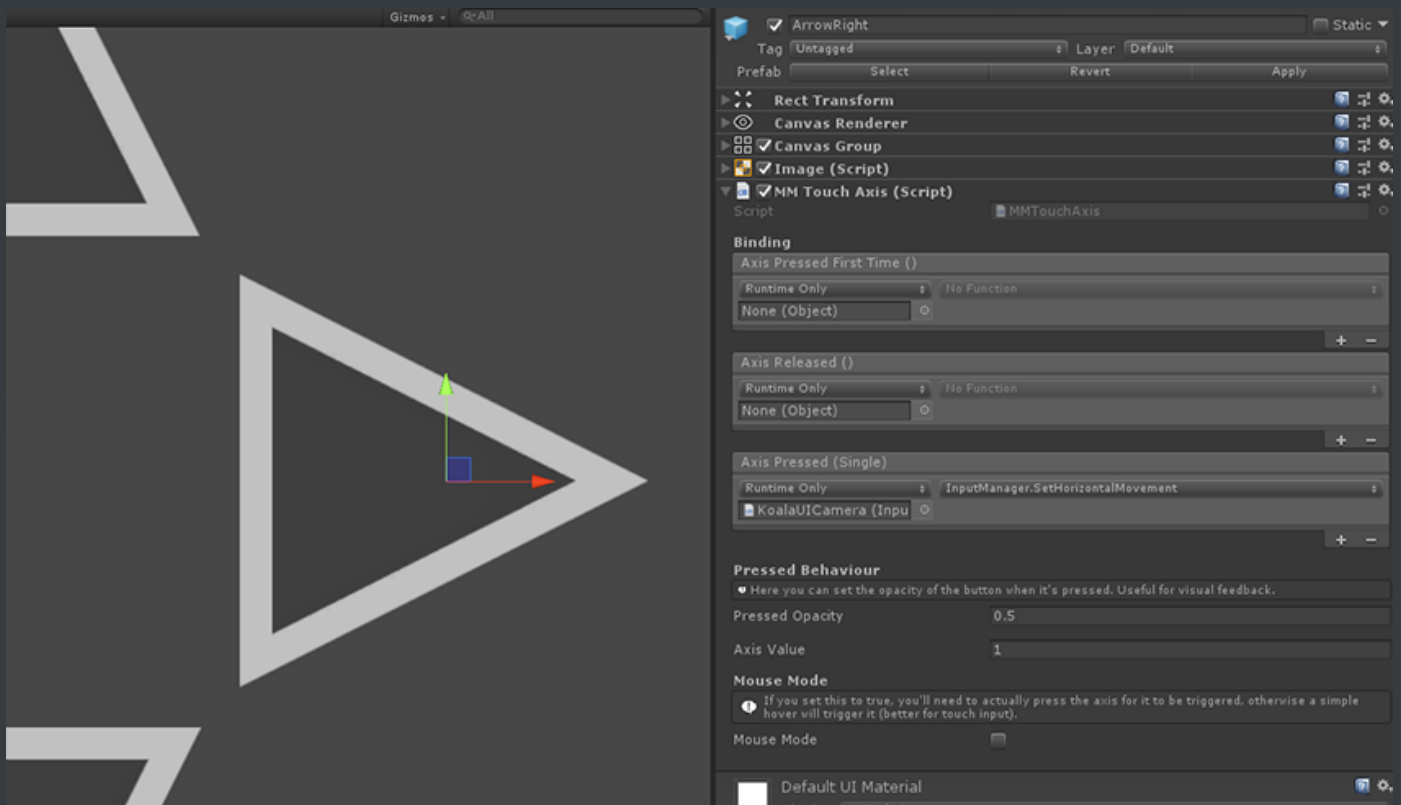 Gizmos
All
ArrowRight
Static
Tag Untagged Layer Default
Prefab Select Revert Apply
Rect Transform
Canvas Renderer
Canvas Group
Image (Script)
MM Touch Axis (Script)
Script MMTouchAxis
Binding
Axis Pressed First Time ()
Runtime Only No Function
None (Object)
+ −
Axis Released ()
Runtime Only No Function
None (Object)
+ −
Axis Pressed (Single)
Runtime Only InputManager.SetHorizontalMovement
KoalaUICamera (Inpu
+ −
Pressed Behaviour
Here you can set the opacity of the button when it's pressed. Useful for visual feedback.
Pressed Opacity 0.5
Axis Value 1
Mouse Mode
If you set this to true, you'll need to actually press the axis for it to be triggered, otherwise a simple
hover will trigger it (better for touch input).
Mouse Mode
Default UI Material